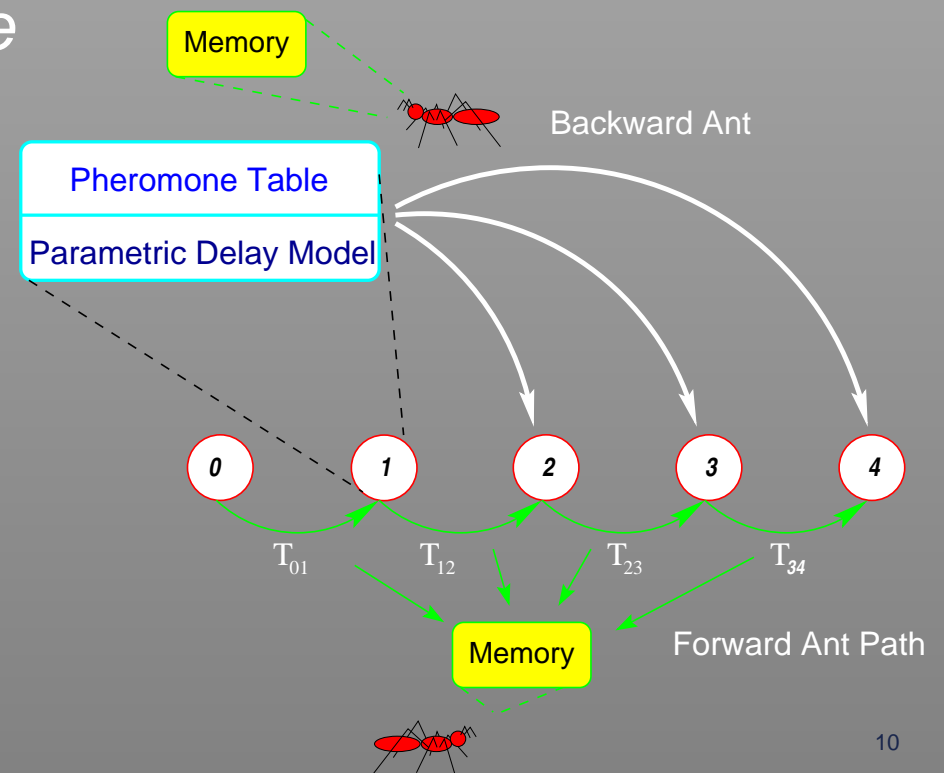 e
Memory
Backward Ant
Pheromone Table
Parametric Delay Model
0 1 2 3 4
T01 T12 T23 T34
Memory
Forward Ant Path
10